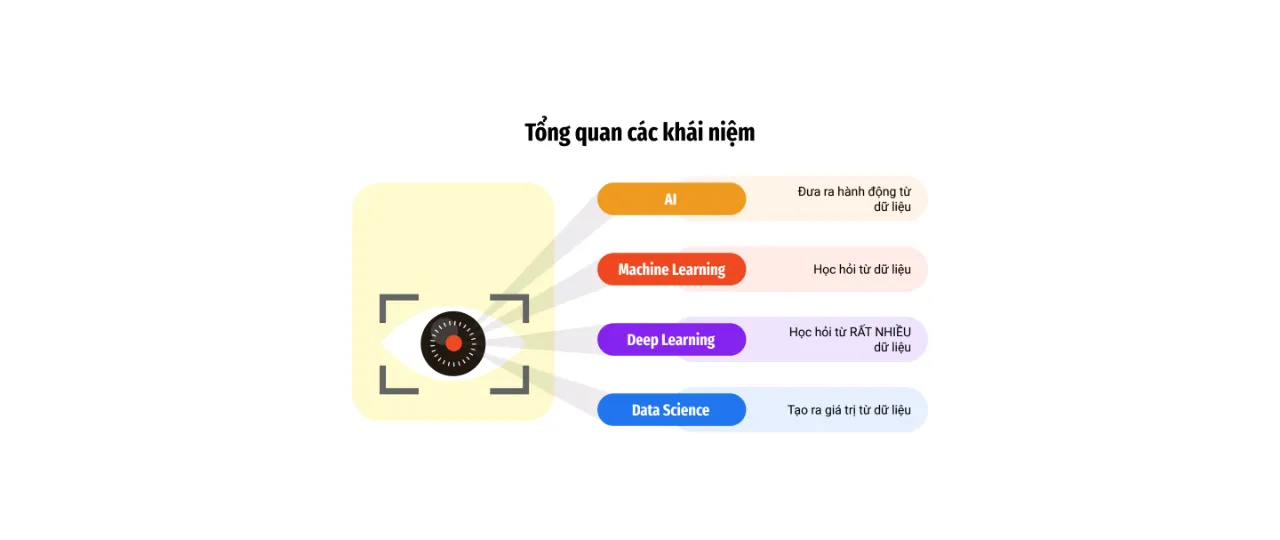 Tổng quan các khái niệm
AI
Đưa ra hành động từ
dữ liệu
Machine Learning
Học hỏi từ dữ liệu
Deep Learning
Học hỏi từ RẤT NHIỀU
dữ liệu
Data Science
Tạo ra giá trị từ dữ liệu